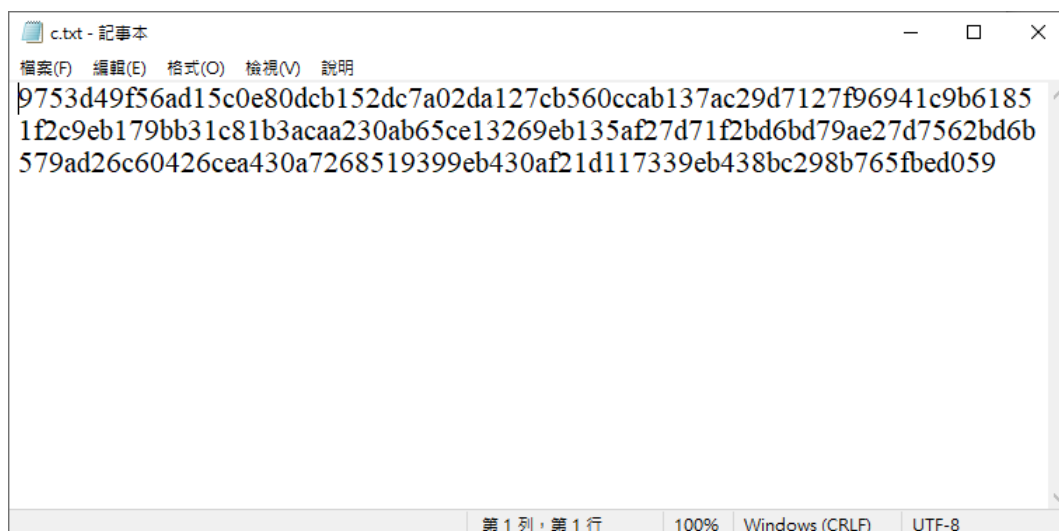 c.txt - 記事本
檔案(F) 編輯(E) 格式(O) 檢視(V) 說明
9753d49f56ad15c0e80dcb152dc7a02da127cb560ccab137ac29d7127f96941c9b61851
1f2c9eb179bb31c81b3acaa230ab65ce13269eb135af27d71f2bd6bd79ae27d7562bd6b
579ad26c60426cea430a7268519399eb430af21d117339eb438bc298b765fbed059
第 1 列，第 1 行 100% Windows (CRLF) UTF-8